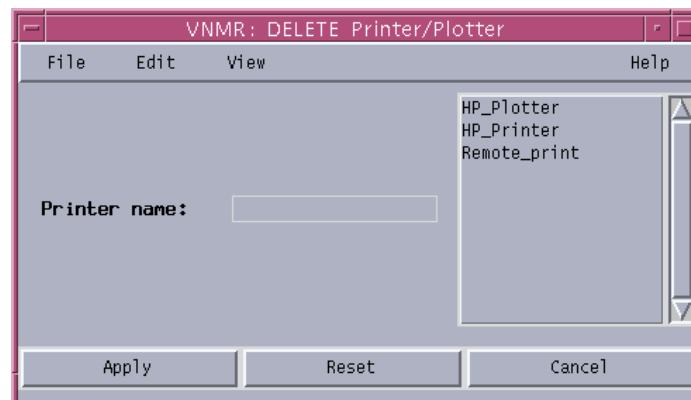 VNMR: DELETE Printer/Plotter
File Edit View Help
HP_Plotter
HP_Printer
Remote_print
Printer name:
Apply Reset Cancel